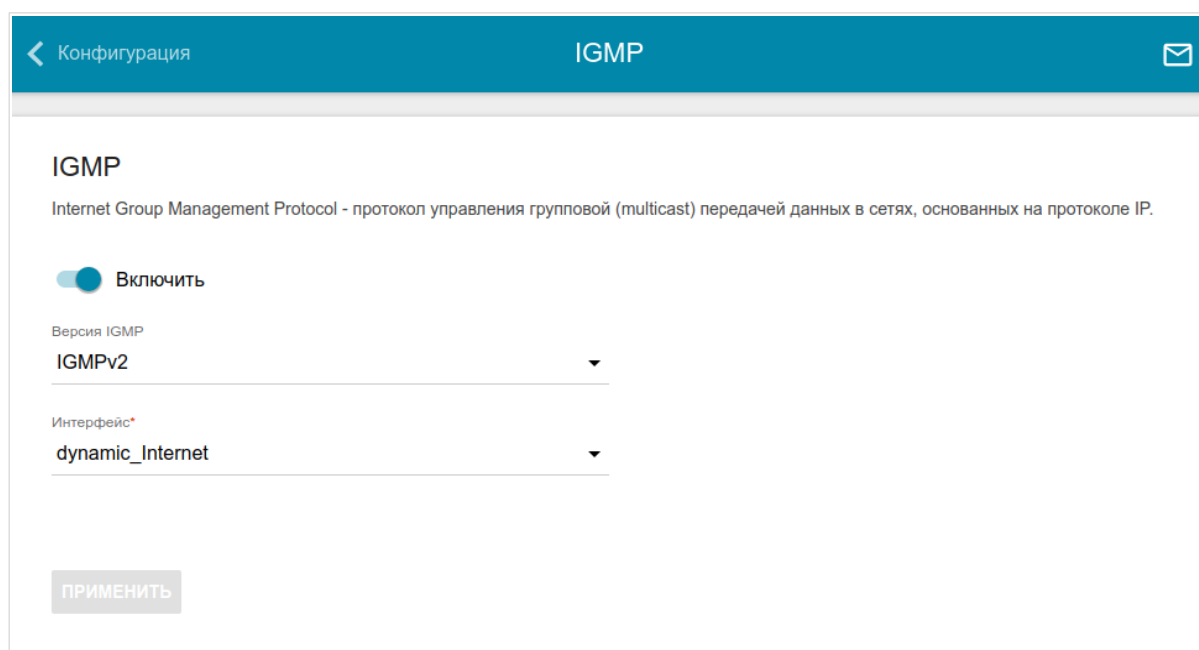 Конфигурация
IGMP
IGMP
Internet Group Management Protocol - протокол управления групповой (multicast) передачей данных в сетях, основанных на протоколе IP.
Включить
Версия IGMP
IGMPv2
Интерфейс*
dynamic_Internet
ПРИМЕНИТЬ